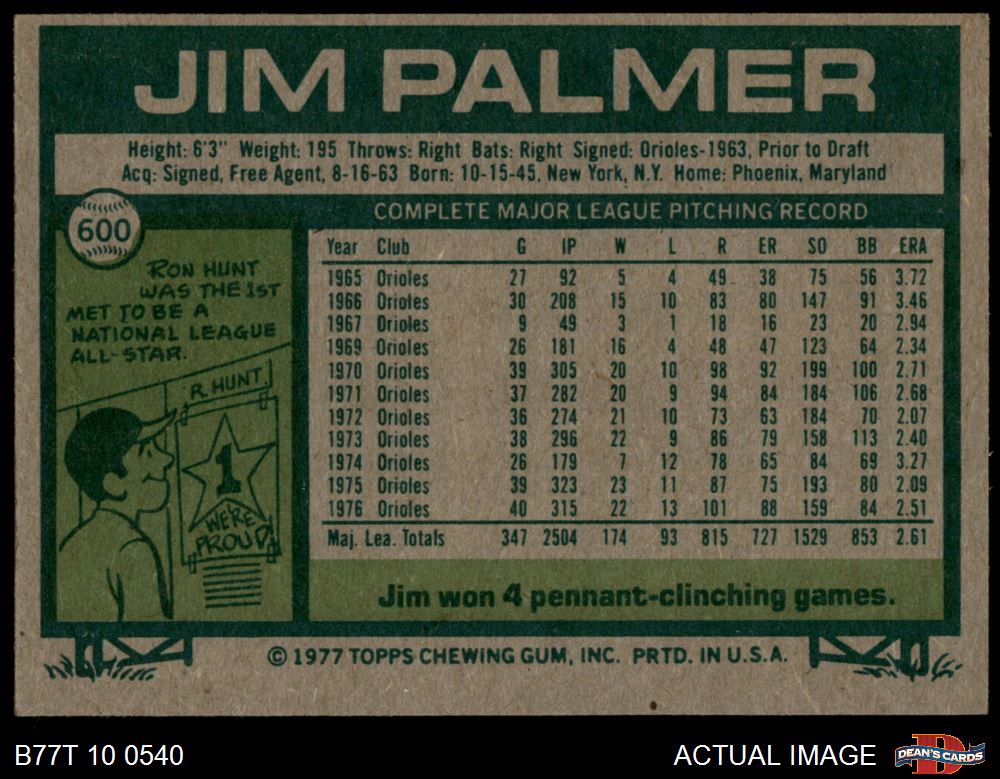 JIM PALMER
Height: 6'3" Weight: 195 Throws: Right Bats: Right Signed: Orioles-1963, Prior to Draft
Acq: Signed, Free Agent, 8-16-63 Born: 10-15-45, New York, N.Y. Home: Phoenix, Maryland
600
RON HUNT
WAS THE 1ST
MET TO BE A
NATIONAL LEAGUE
ALL-STAR.
R. HUNT
1
WE'RE
PROUD!
COMPLETE MAJOR LEAGUE PITCHING RECORD
Year Club G IP W L R ER SO BB ERA
1965 Orioles 27 92 5 4 49 38 75 56 3.72
1966 Orioles 30 208 15 10 83 80 147 91 3.46
1967 Orioles 9 49 3 1 18 16 23 20 2.94
1969 Orioles 26 181 16 4 48 47 123 64 2.34
1970 Orioles 39 305 20 10 98 92 199 100 2.71
1971 Orioles 37 282 20 9 94 84 184 106 2.68
1972 Orioles 36 274 21 10 73 63 184 70 2.07
1973 Orioles 38 296 22 9 86 79 158 113 2.40
1974 Orioles 26 179 7 12 78 65 84 69 3.27
1975 Orioles 39 323 23 11 87 75 193 80 2.09
1976 Orioles 40 315 22 13 101 88 159 84 2.51
Maj. Lea. Totals 347 2504 174 93 815 727 1529 853 2.61
Jim won 4 pennant-clinching games.
© 1977 TOPPS CHEWING GUM, INC. PRTD. IN U.S.A.
B77T 10 0540
ACTUAL IMAGE
D
DEAN'S CARDS